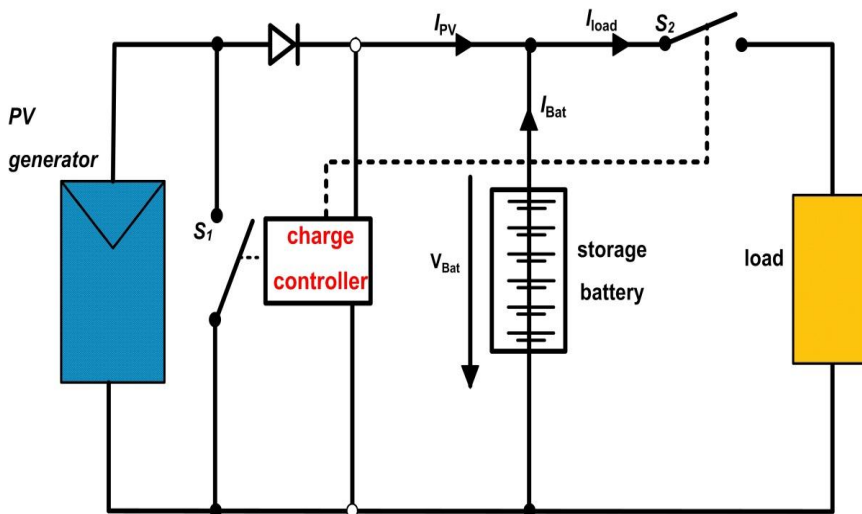 I_PV
I_load
S_2
PV
generator
I_Bat
S_1
charge
controller
V_Bat
storage
battery
load